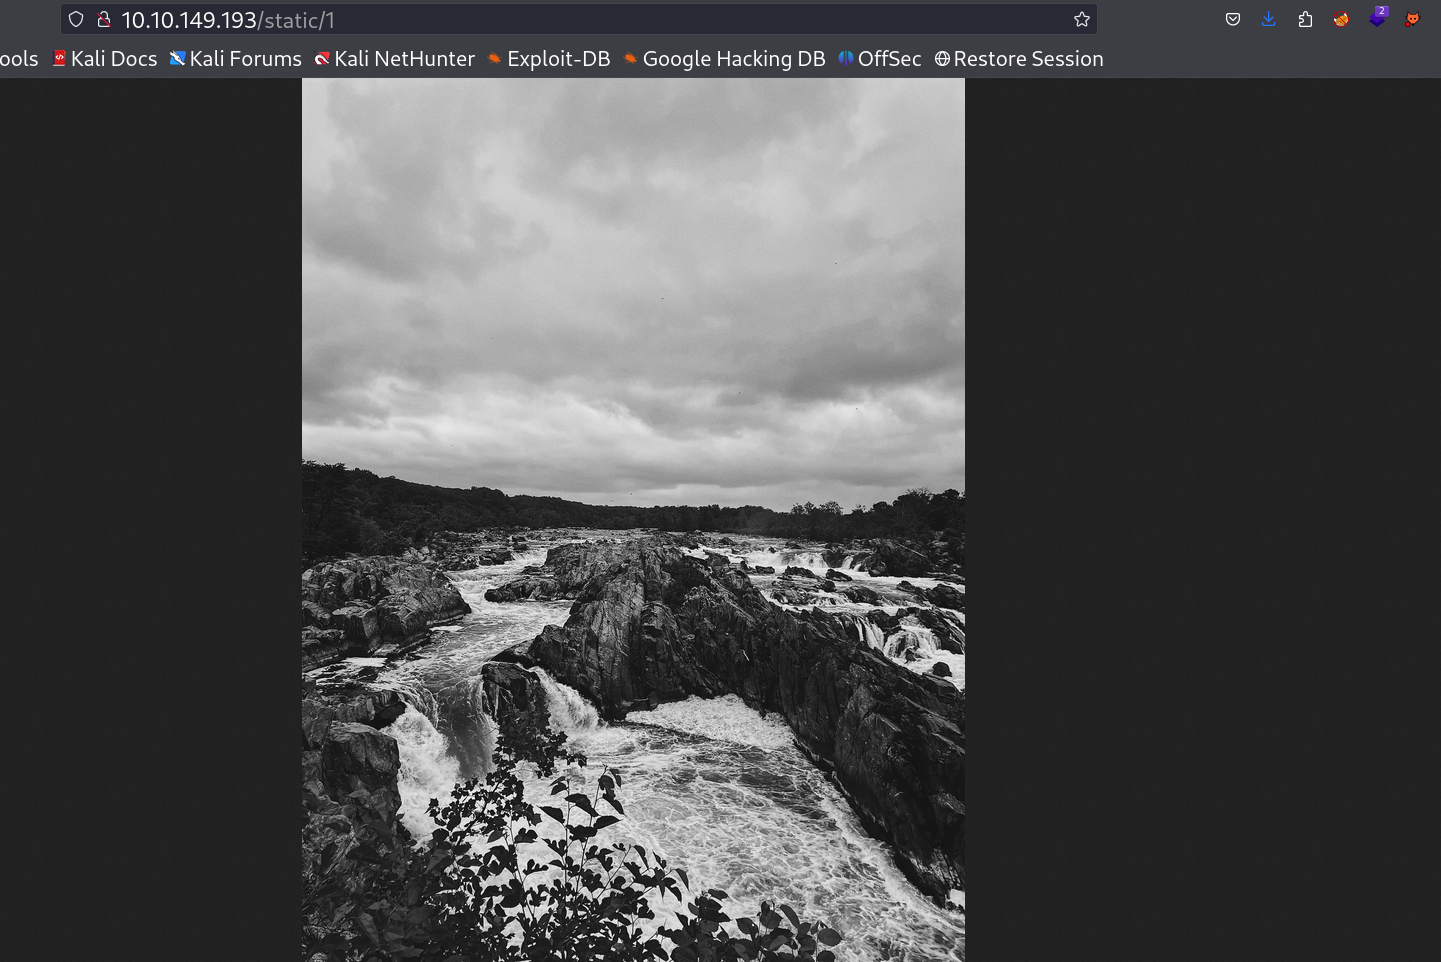 10.10.149.193/static/1
2
ools Kali Docs Kali Forums Kali NetHunter Exploit-DB Google Hacking DB OffSec Restore Session